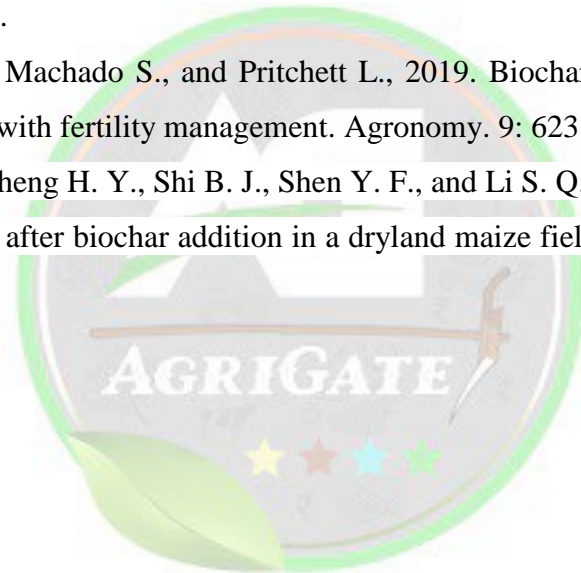 .
Machado S., and Pritchett L., 2019. Biochar
with fertility management. Agronomy. 9: 623.
heng H. Y., Shi B. J., Shen Y. F., and Li S. Q.
after biochar addition in a dryland maize fiel
AGRIGATE